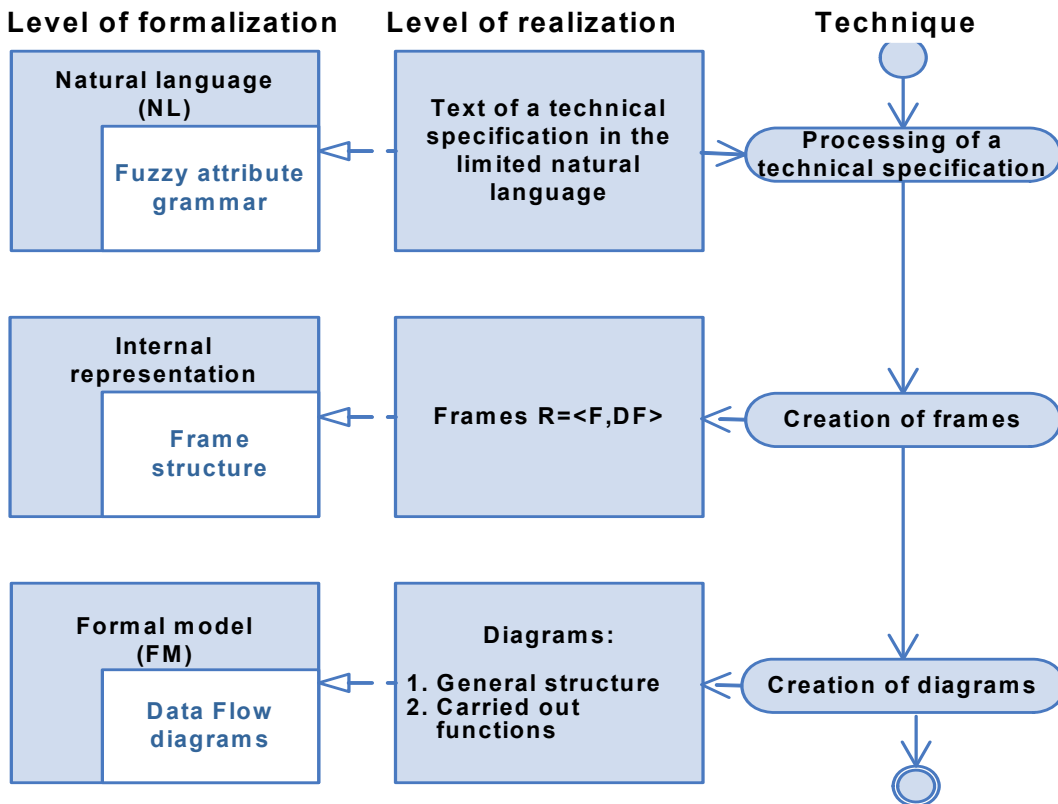 Level of formalization
Level of realization
Technique
Natural language
(NL)
Fuzzy attribute
grammar
Text of a technical
specification in the
limited natural
language
Processing of a
technical specification
Internal
representation
Frame
structure
Frames R=<F,DF>
Creation of frames
Formal model
(FM)
Data Flow
diagrams
Diagrams:
1. General structure
2. Carried out
functions
Creation of diagrams